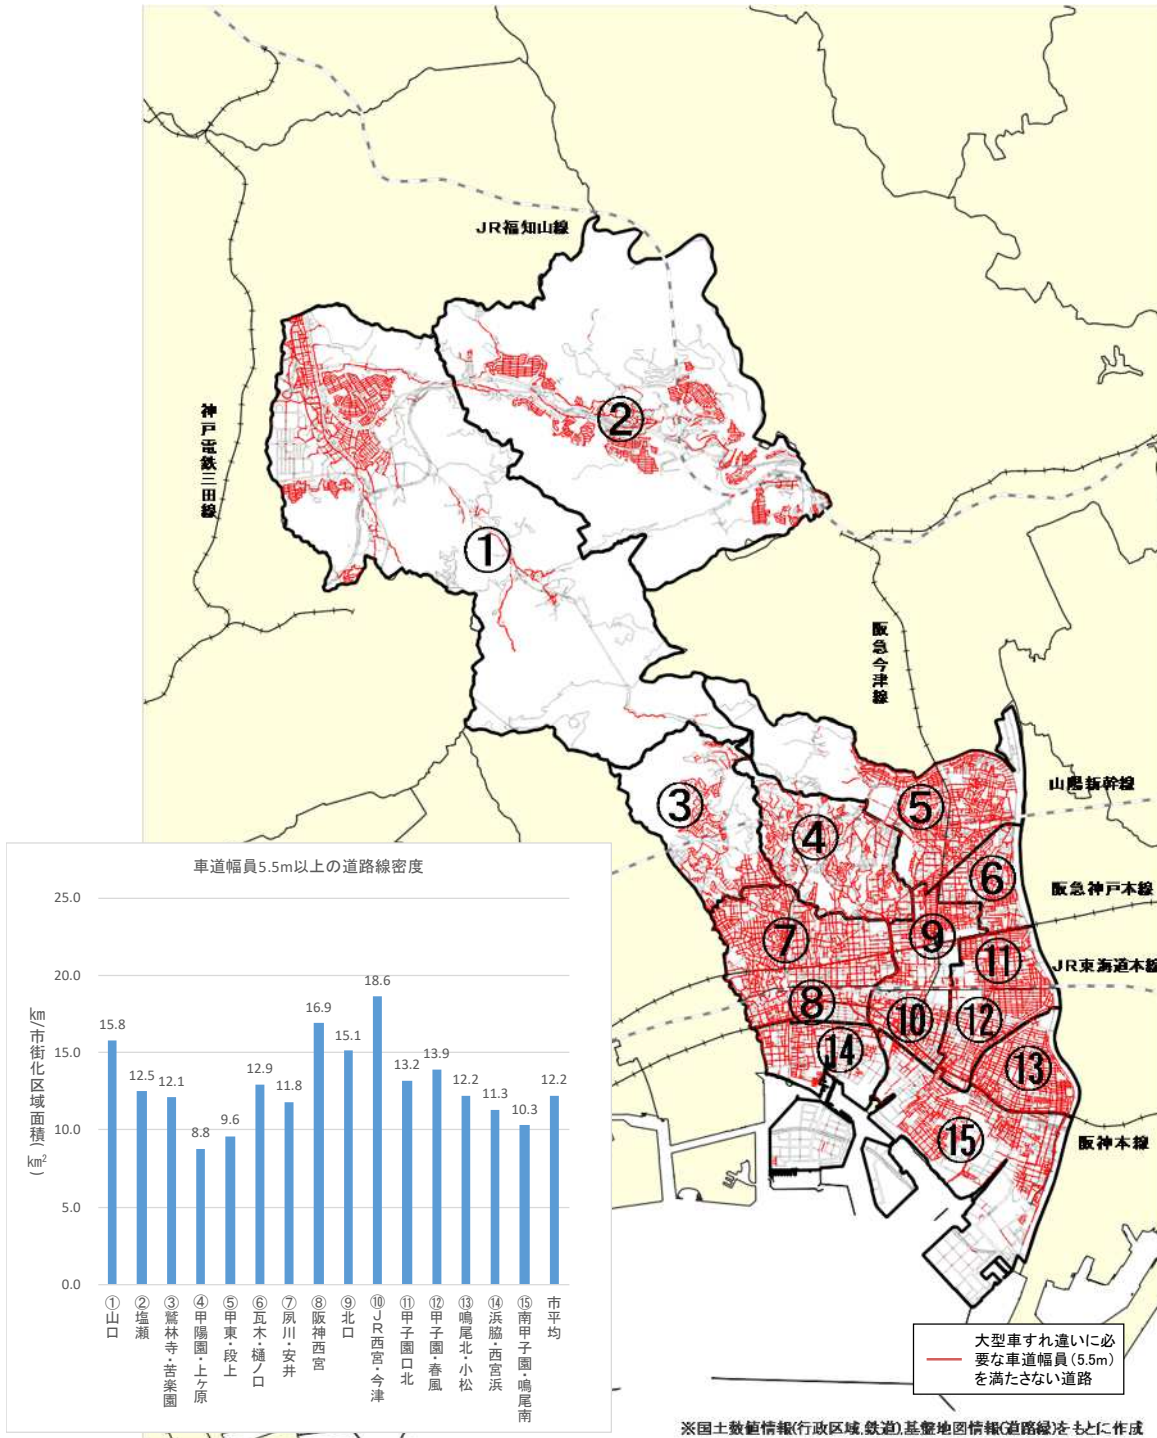 JR福知山線
神戸電鉄三田線
②
①
阪急今津線
山陽新幹線
③
④
⑤
⑥
阪急神戸本線
⑦
⑨
⑪
JR東海道本線
⑧
⑩
⑫
⑭
⑬
⑮
阪神本線
車道幅員5.5m以上の道路線密度
km/市街化区域面積)km²
25.0
20.0
15.0
10.0
5.0
0.0
15.8
12.5
12.1
8.8
9.6
12.9
11.8
16.9
15.1
18.6
13.2
13.9
12.2
11.3
10.3
12.2
①山口
②塩瀬
③鷲林寺・苦楽園
④甲陽園・上ケ原
⑤甲東・段上
⑥瓦木・樋ノ口
⑦夙川・安井
⑧阪神西宮
⑨北口
⑩JR西宮・今津
⑪甲子園口北
⑫甲子園・春風
⑬鳴尾北・小松
⑭浜脇・西宮浜
⑮南甲子園・鳴尾南
市平均
大型車すれ違いに必
要な車道幅員(5.5m)
を満たさない道路
※国土数値情報(行政区域,鉄道),基盤地図情報(道路縁)をもとに作成